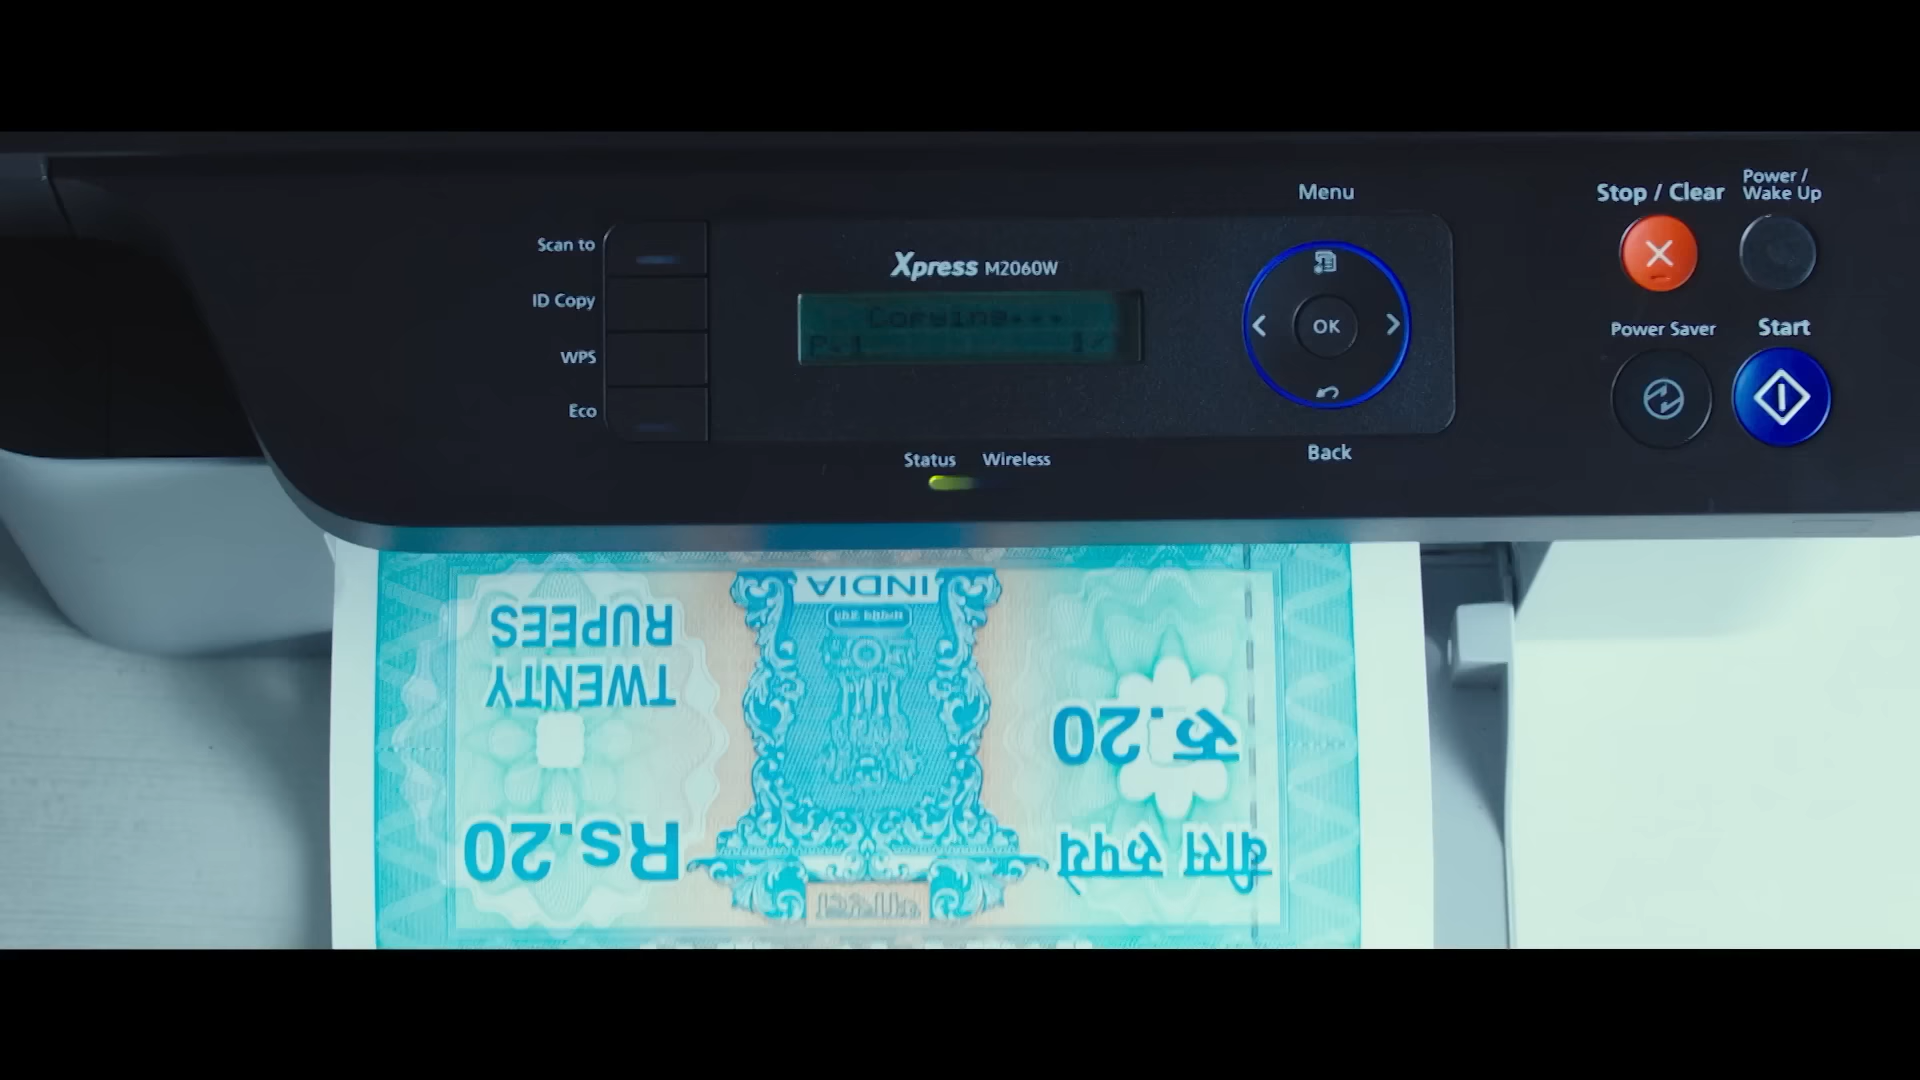 Menu
Stop / Clear
Power /
Wake Up
Scan to
ID Copy
WPS
Eco
Xpress M2060W
Copying...
OK
Power Saver
Start
Status
Wireless
Back
INDIA
TWENTY
RUPEES
Rs.20
रु.20
बीस रुपये